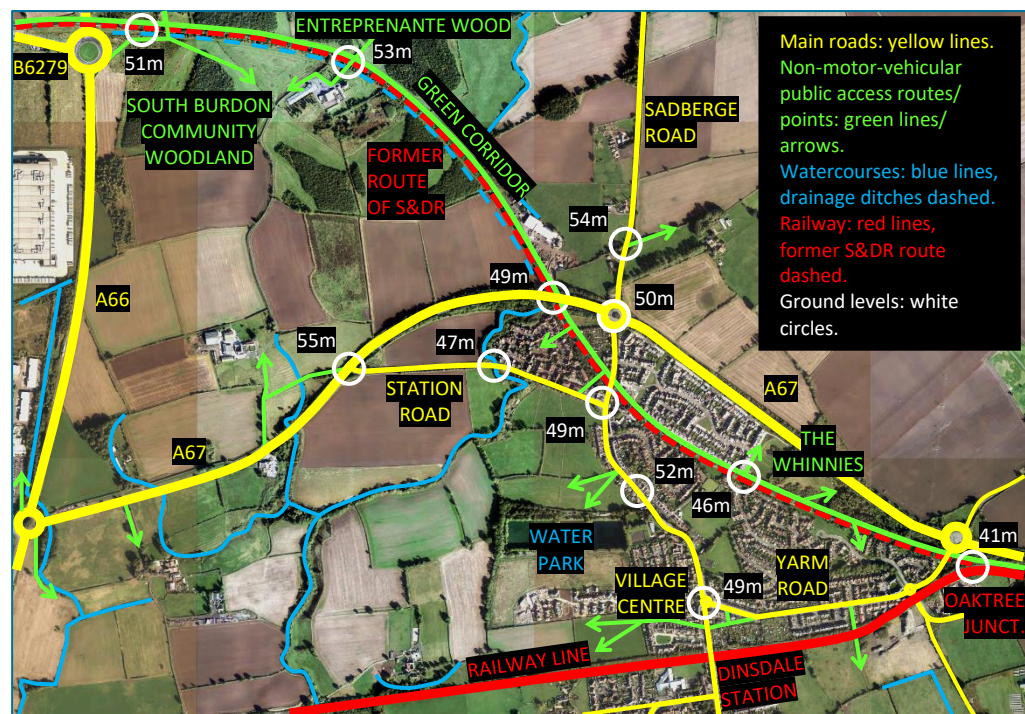 ENTREPRENANTE WOOD
B6279
51m
53m
SOUTH BURDON
COMMUNITY
WOODLAND
GREEN CORRIDOR
FORMER
ROUTE
OF S&DR
SADBERGE
ROAD
Main roads: yellow lines.
Non-motor-vehicular
public access routes/
points: green lines/
arrows.
Watercourses: blue lines,
drainage ditches dashed.
Railway: red lines,
former S&DR route
dashed.
Ground levels: white
circles.
54m
49m
50m
A66
55m
47m
STATION
ROAD
A67
49m
A67
THE
WHINNIES
52m
46m
WATER
PARK
41m
VILLAGE
CENTRE
49m
YARM
ROAD
OAKTREE
JUNCT.
RAILWAY LINE
DINSDALE
STATION